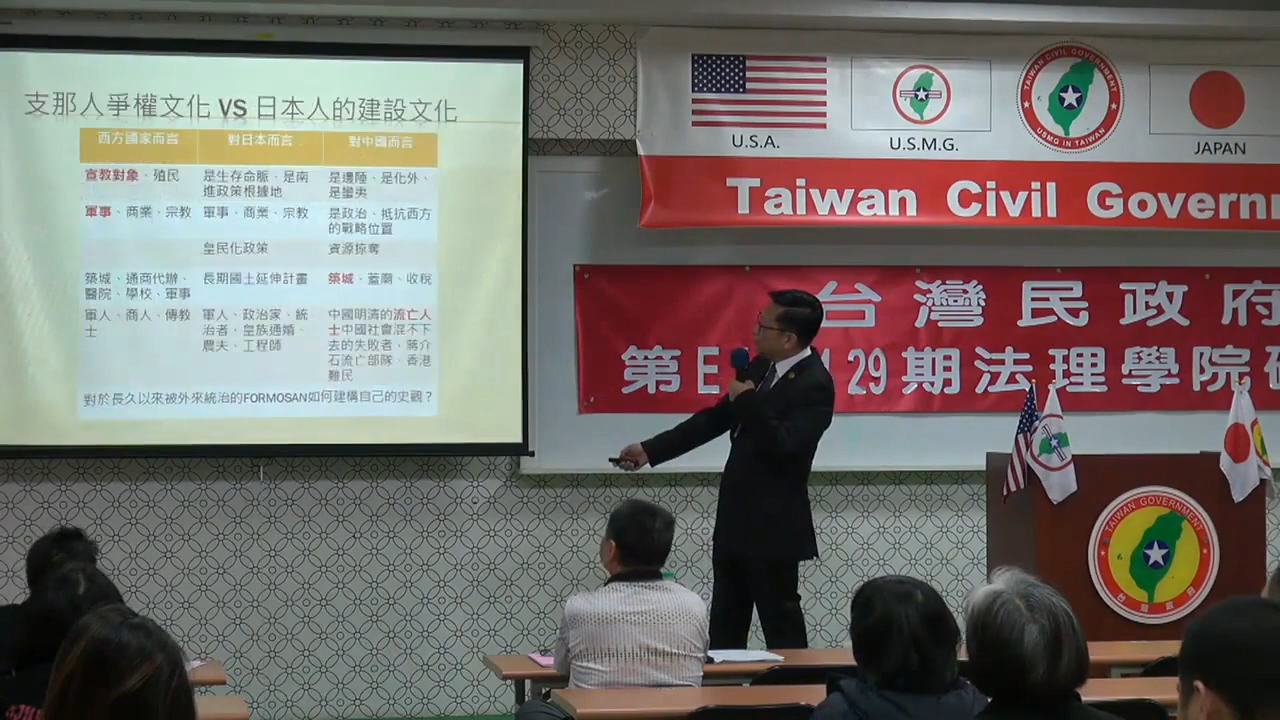 支那人爭權文化 VS 日本人的建設文化
西方國家而言 對日本而言 對中國而言
宣教對象、殖民 是生存命脈、是南進政策根據地 是邊陲、是化外、是蠻夷
軍事、商業、宗教 軍事、商業、宗教 是政治、抵抗西方的戰略位置
皇民化政策 資源掠奪
築城、通商代辦、醫院、學校、軍事 長期國土延伸計畫 築城、蓋廟、收稅
軍人、商人、傳教士 軍人、政治家、統治者、皇族通婚、農夫、工程師 中國明清的流亡人士中國社會混不下去的失敗者，蔣介石流亡部隊、香港難民
對於長久以來被外來統治的FORMOSAN如何建構自己的史觀？
U.S.A. U.S.M.G. JAPAN
TAIWAN CIVIL GOVERNMENT
USMG IN TAIWAN
Taiwan Civil Governm
台灣民政府
第E 129期法理學院
TAIWAN GOVERNMENT
台灣政府